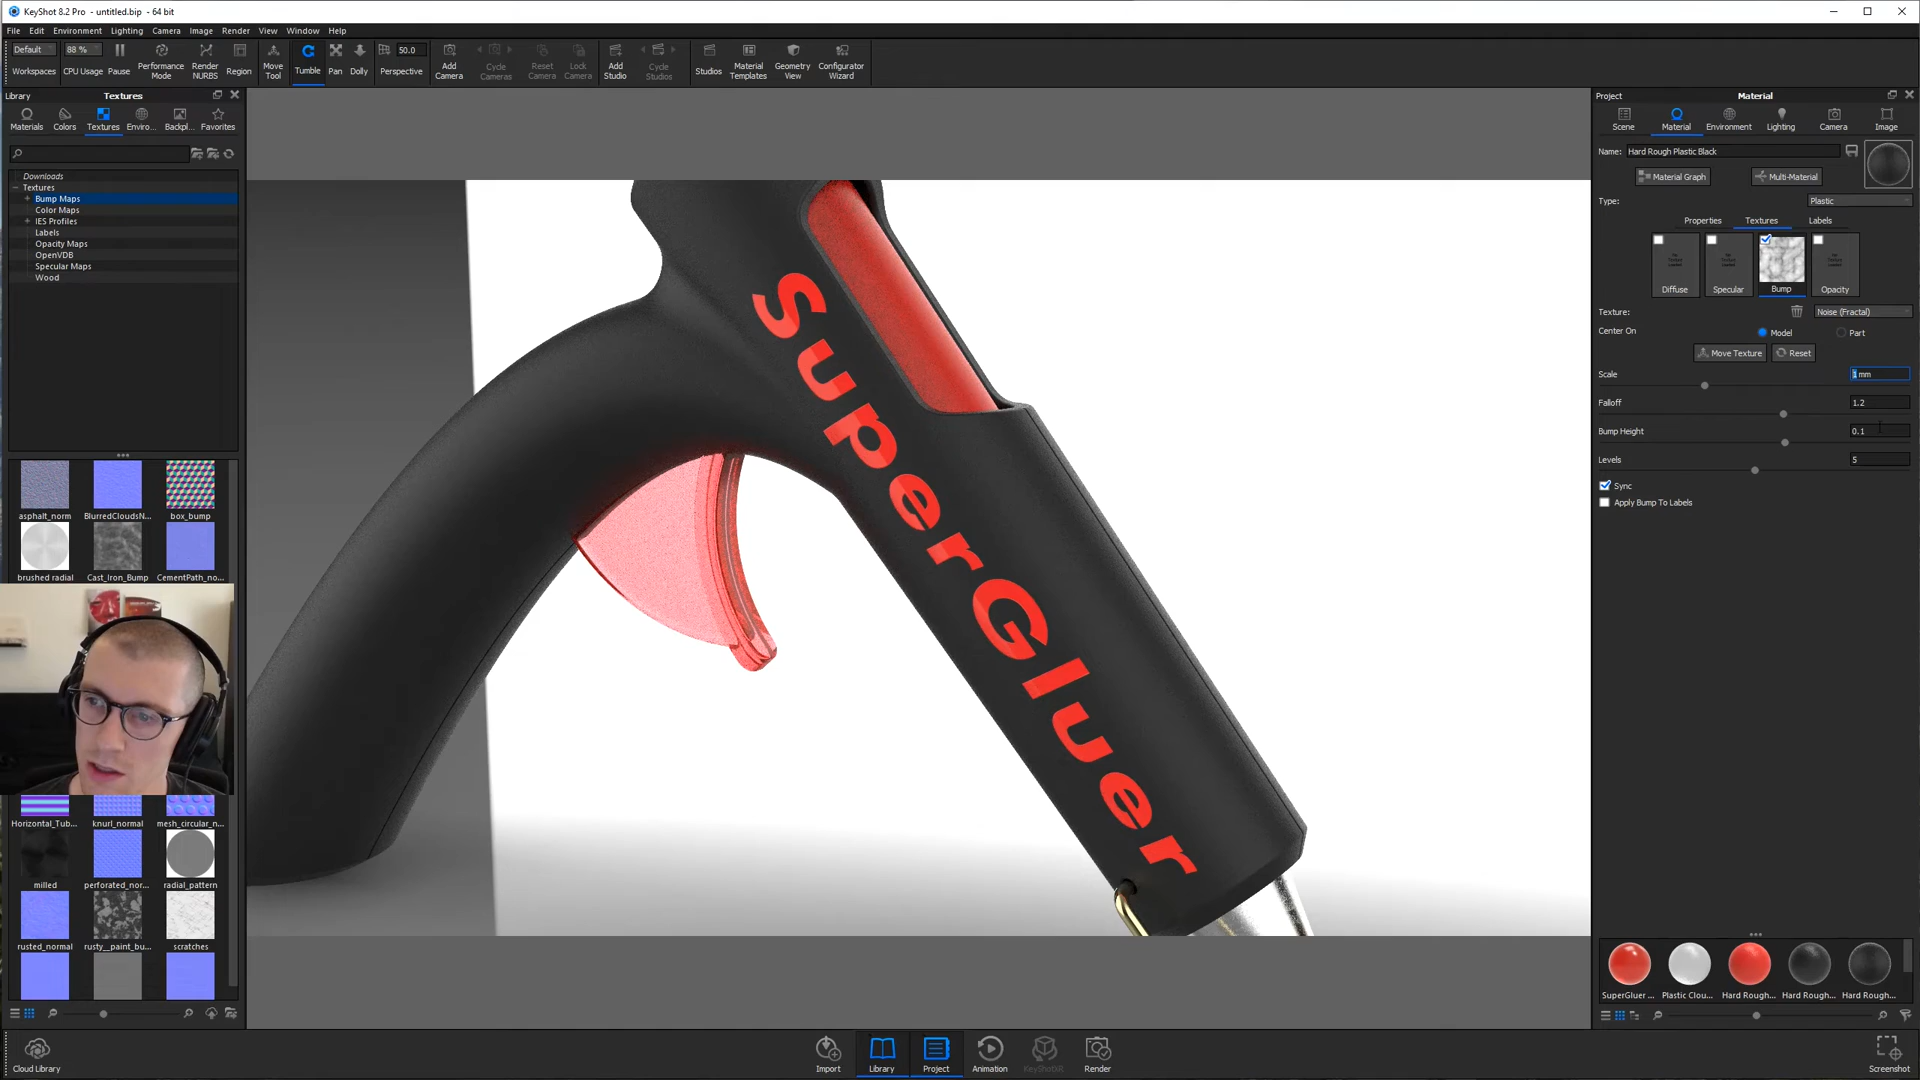 KeyShot 8.2 Pro - untitled.bip - 64 bit
File Edit Environment Lighting Camera Image Render View Window Help
Default 88 % 50.0
Workspaces CPU Usage Pause Performance Mode Render NURBS Region Move Tool Tumble Pan Dolly Perspective Add Camera Cycle Cameras Reset Camera Lock Camera Add Studio Cycle Studios Studios Material Templates Geometry View Configurator Wizard
Library Textures
Materials Colors Textures Enviro... Backpl... Favorites
Downloads
Textures
Bump Maps
Color Maps
IES Profiles
Labels
Opacity Maps
OpenVDB
Specular Maps
Wood
asphalt_norm BlurredCloudsN... box_bump
brushed radial Cast_Iron_Bump CementPath_no...
Horizontal_Tub... knurl_normal mesh_circular_n...
milled perforated_nor... radial_pattern
rusted_normal rusty__paint_bu... scratches
SuperGluer
Project Material
Scene Material Environment Lighting Camera Image
Name: Hard Rough Plastic Black
Material Graph Multi-Material
Type: Plastic
Properties Textures Labels
Diffuse Specular Bump Opacity
Texture: Noise (Fractal)
Center On Model Part
Move Texture Reset
Scale 1 mm
Falloff 1.2
Bump Height 0.1
Levels 5
Sync
Apply Bump To Labels
SuperGluer ... Plastic Clou... Hard Rough... Hard Rough... Hard Rough...
Cloud Library Import Library Project Animation KeyShotXR Render Screenshot